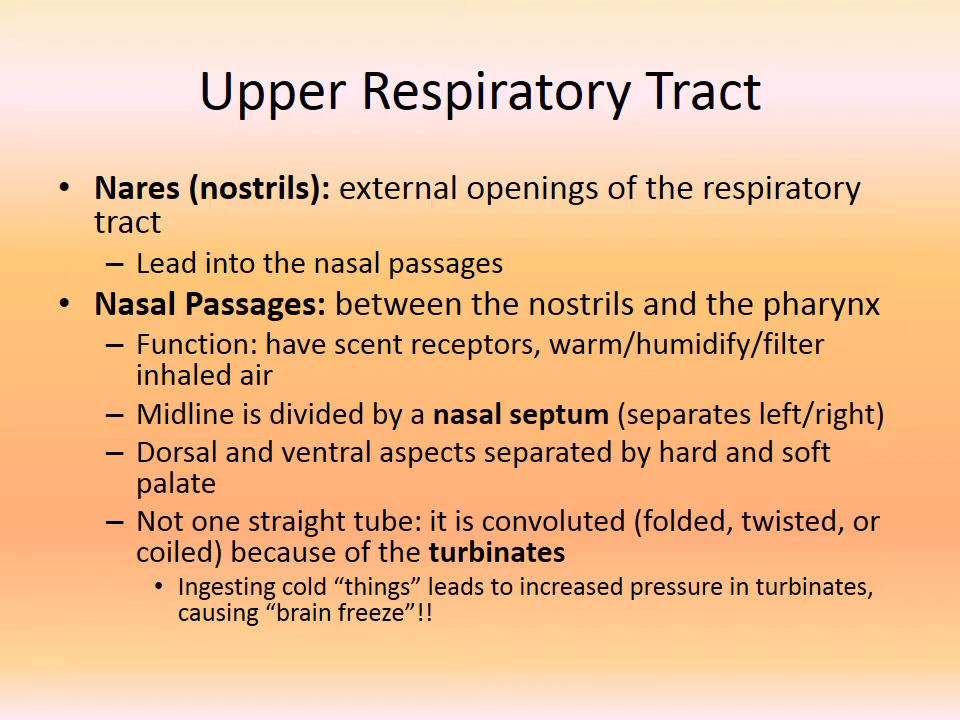 Upper Respiratory Tract
• Nares (nostrils): external openings of the respiratory
tract
– Lead into the nasal passages
• Nasal Passages: between the nostrils and the pharynx
– Function: have scent receptors, warm/humidify/filter
inhaled air
– Midline is divided by a nasal septum (separates left/right)
– Dorsal and ventral aspects separated by hard and soft
palate
– Not one straight tube: it is convoluted (folded, twisted, or
coiled) because of the turbinates
• Ingesting cold “things” leads to increased pressure in turbinates,
causing “brain freeze”!!